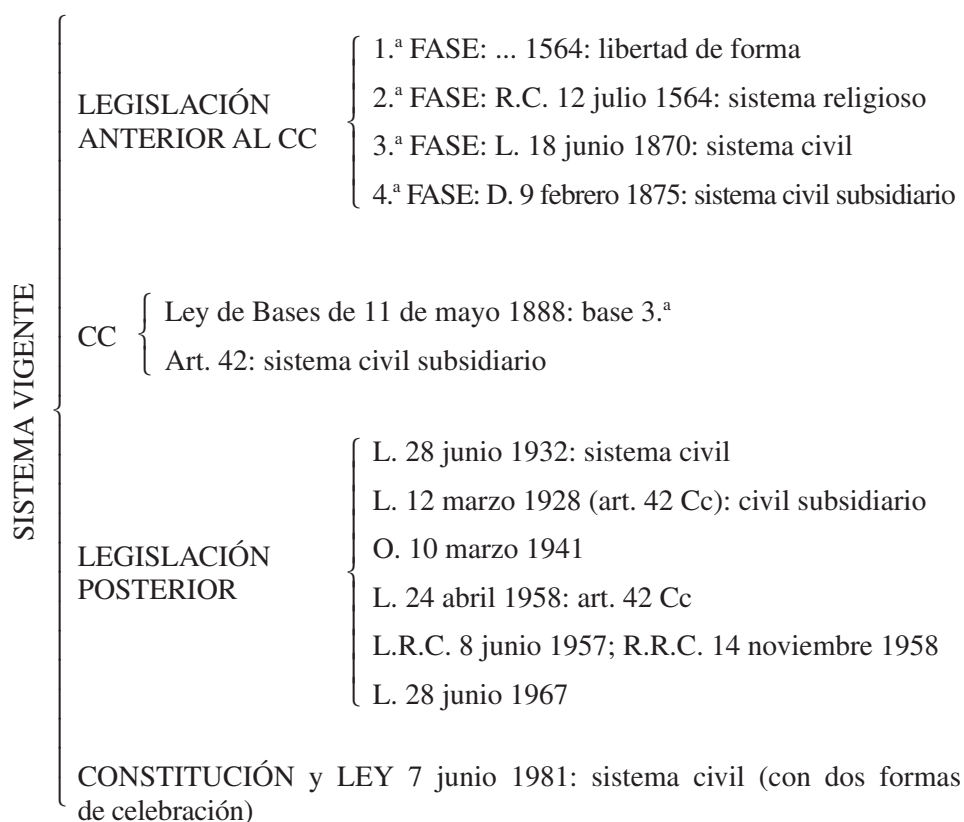 SISTEMA VIGENTE
LEGISLACIÓN
ANTERIOR AL CC
1.ª FASE: ... 1564: libertad de forma
2.ª FASE: R.C. 12 julio 1564: sistema religioso
3.ª FASE: L. 18 junio 1870: sistema civil
4.ª FASE: D. 9 febrero 1875: sistema civil subsidiario
CC
Ley de Bases de 11 de mayo 1888: base 3.ª
Art. 42: sistema civil subsidiario
LEGISLACIÓN
POSTERIOR
L. 28 junio 1932: sistema civil
L. 12 marzo 1928 (art. 42 Cc): civil subsidiario
O. 10 marzo 1941
L. 24 abril 1958: art. 42 Cc
L.R.C. 8 junio 1957; R.R.C. 14 noviembre 1958
L. 28 junio 1967
CONSTITUCIÓN y LEY 7 junio 1981: sistema civil (con dos formas
de celebración)